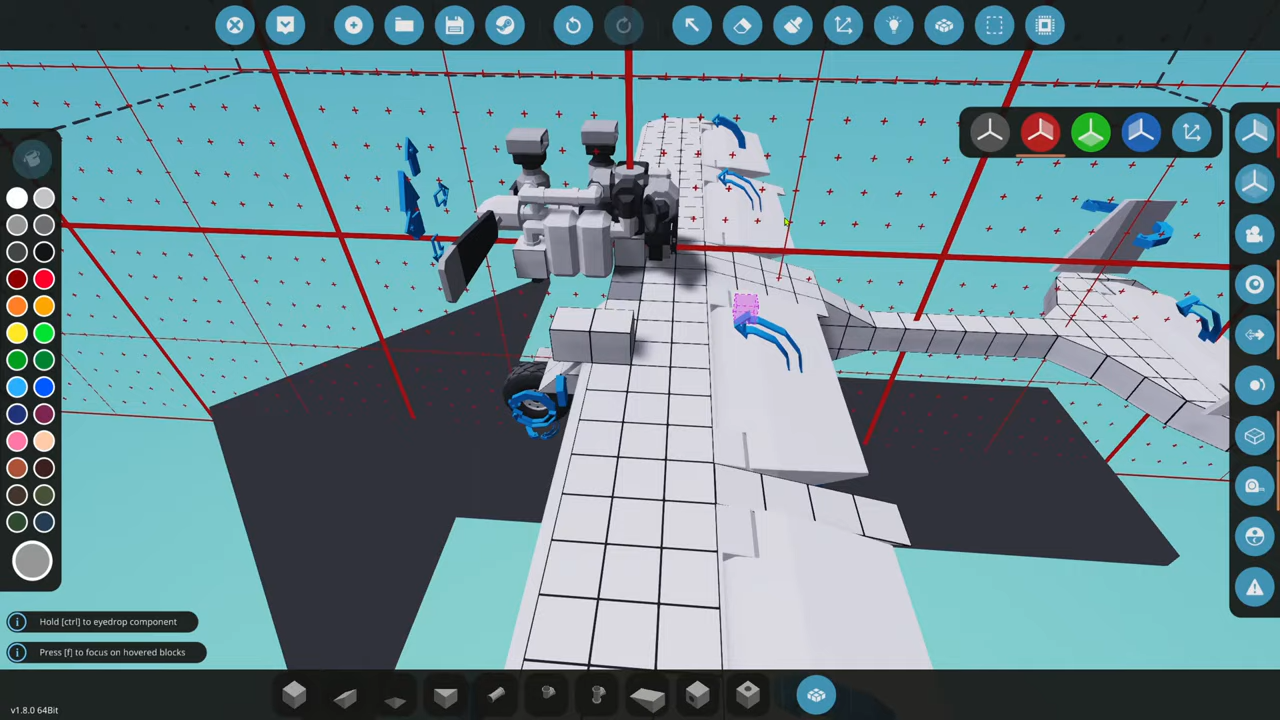 Hold [ctrl] to eyedrop component
Press [f] to focus on hovered blocks
v1.8.0 64Bit